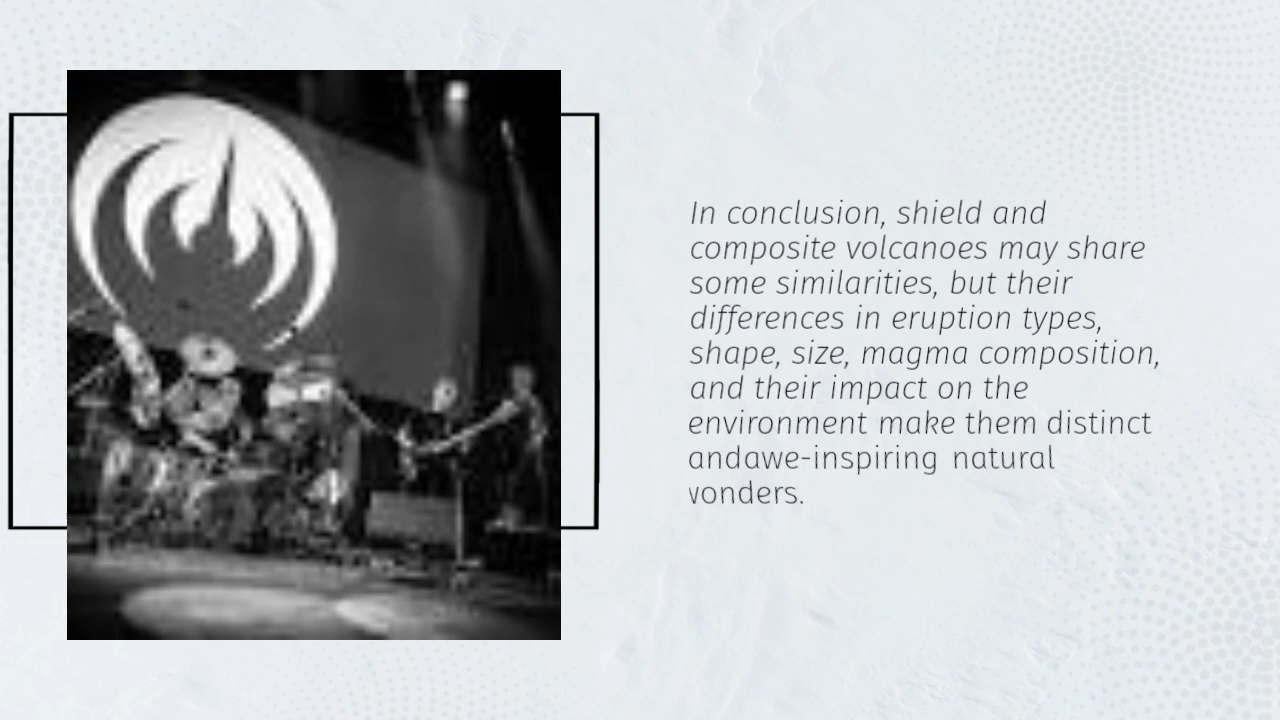 In conclusion, shield and
composite volcanoes may share
some similarities, but their
differences in eruption types,
shape, size, magma composition,
and their impact on the
environment make them distinct
andawe-inspiring natural
wonders.